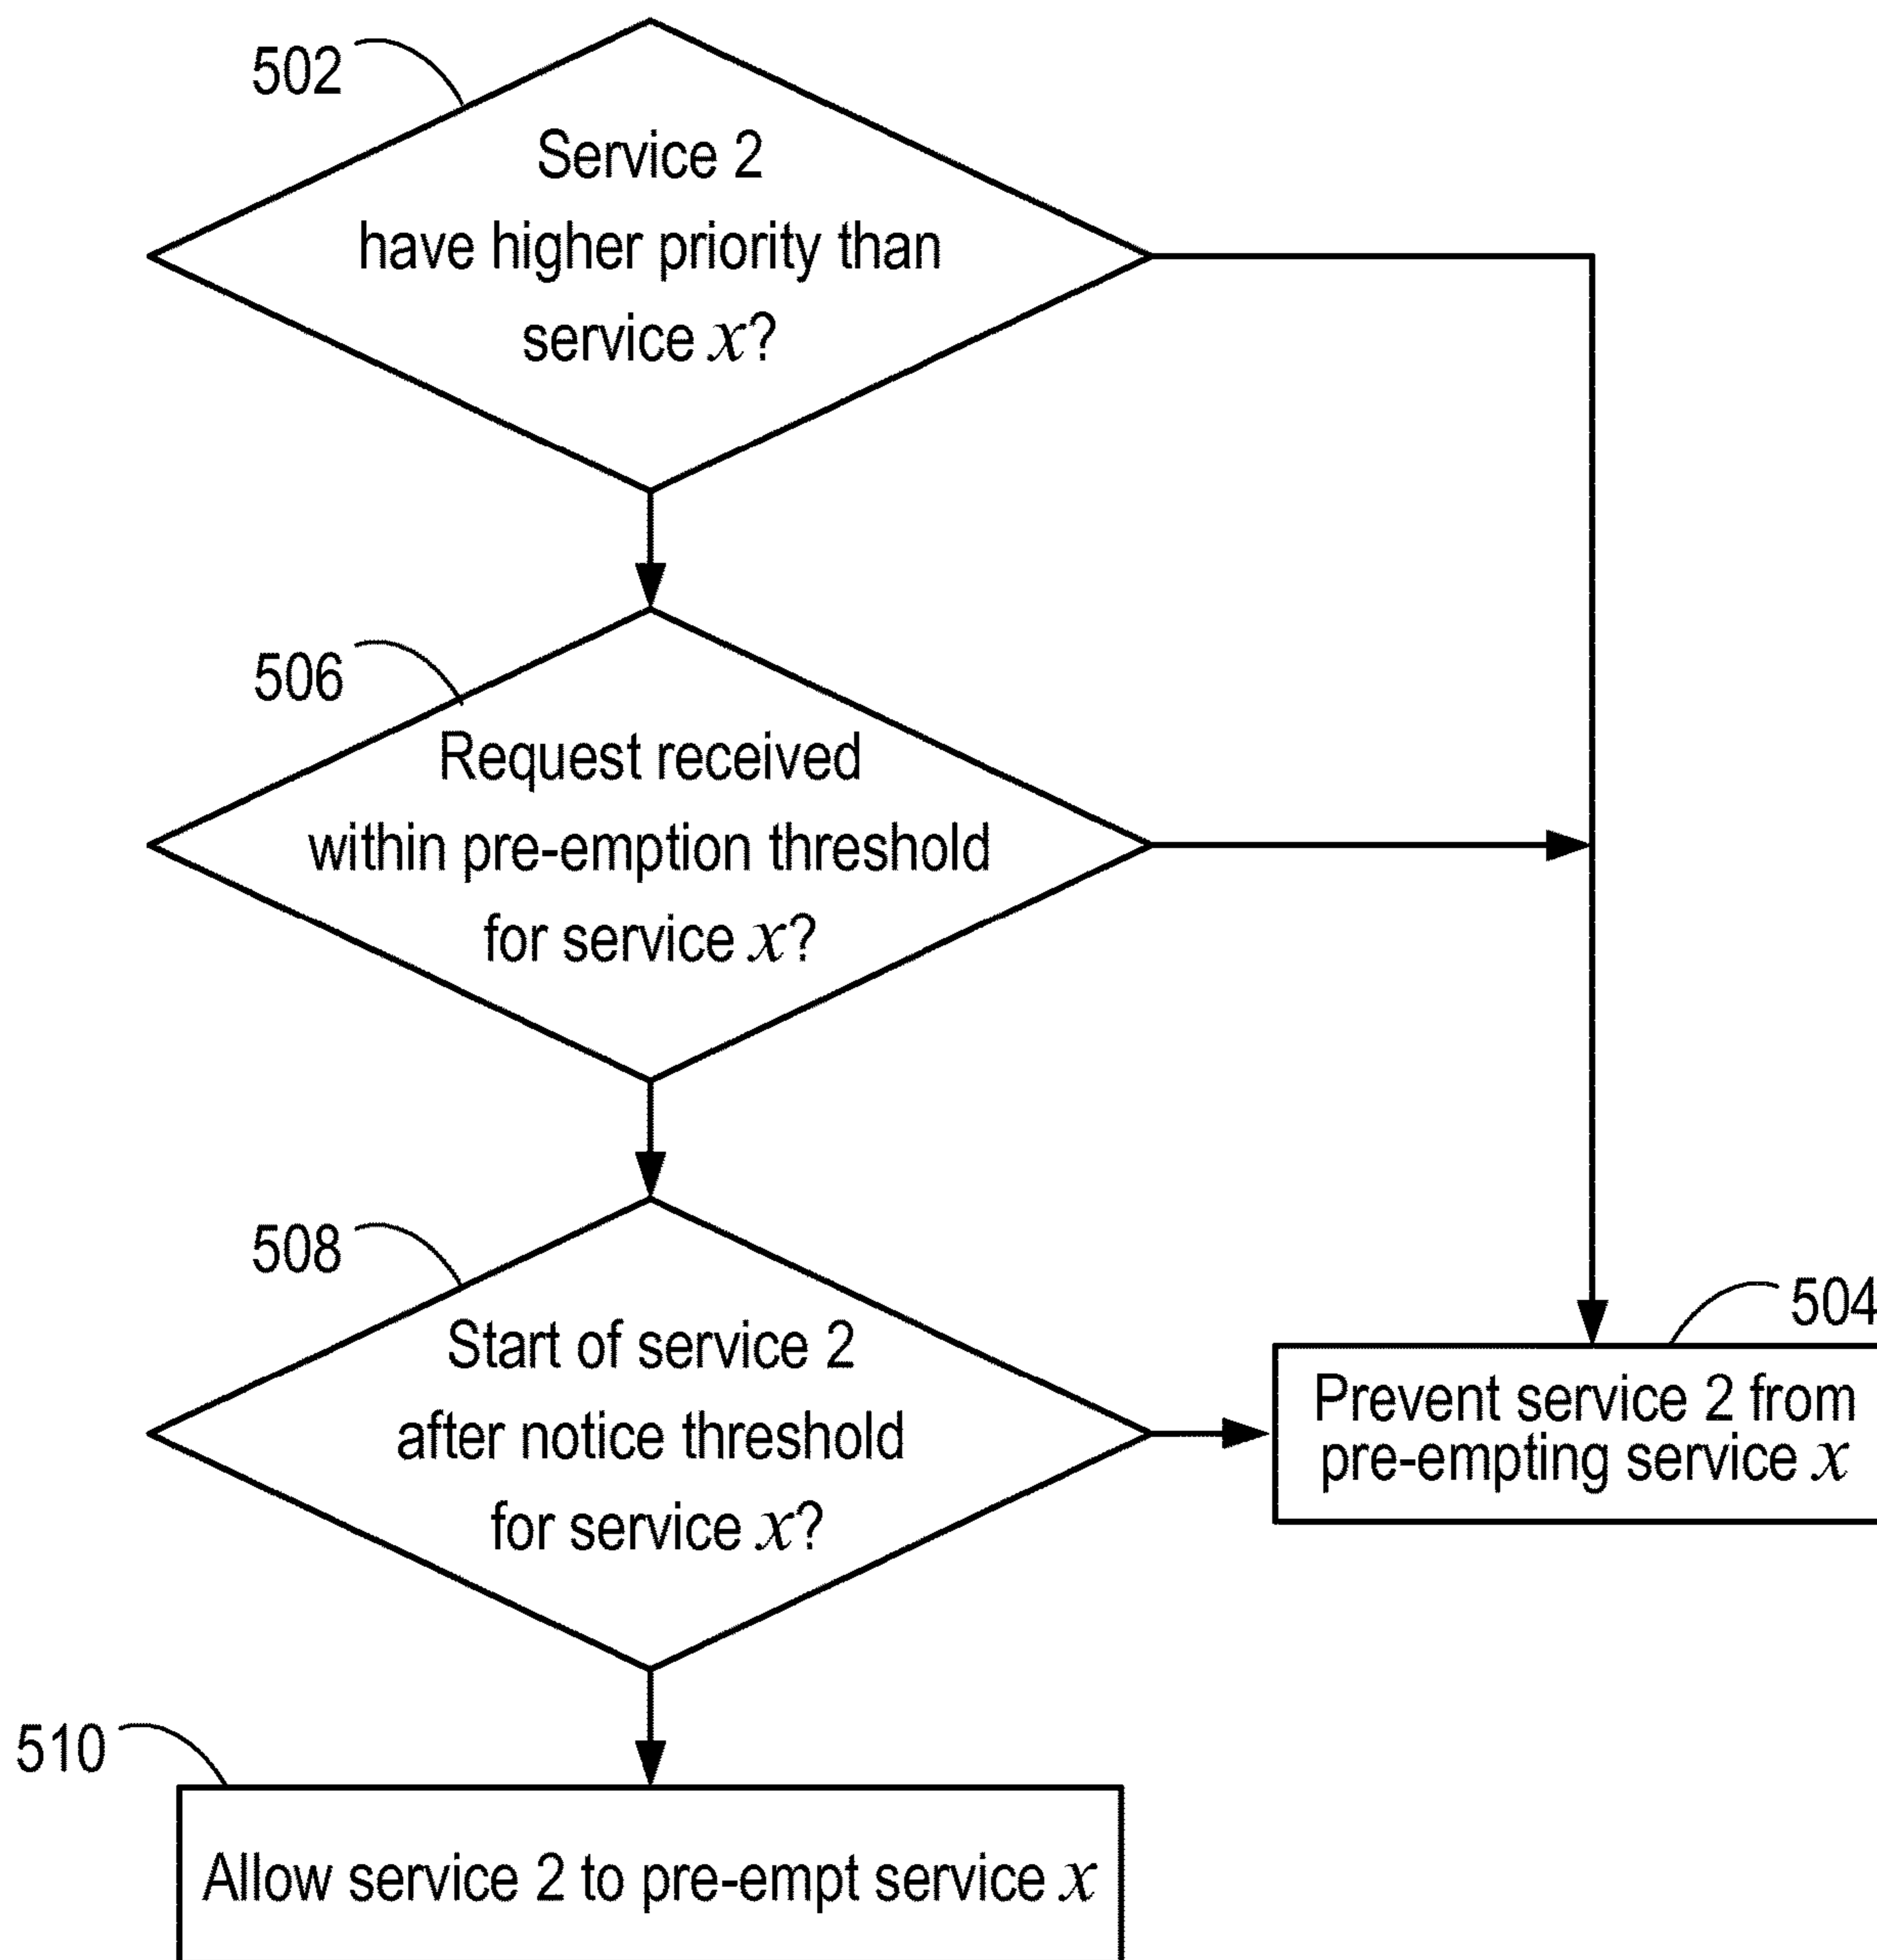 502
Service 2
have higher priority than
service x?
506
Request received
within pre-emption threshold
for service x?
508
Start of service 2
after notice threshold
for service x?
504
Prevent service 2 from
pre-empting service x
510
Allow service 2 to pre-empt service x